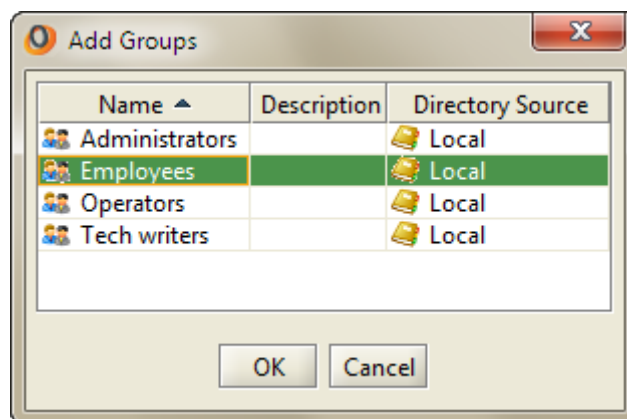 Add Groups
Name Description Directory Source
Administrators Local
Employees Local
Operators Local
Tech writers Local
OK Cancel